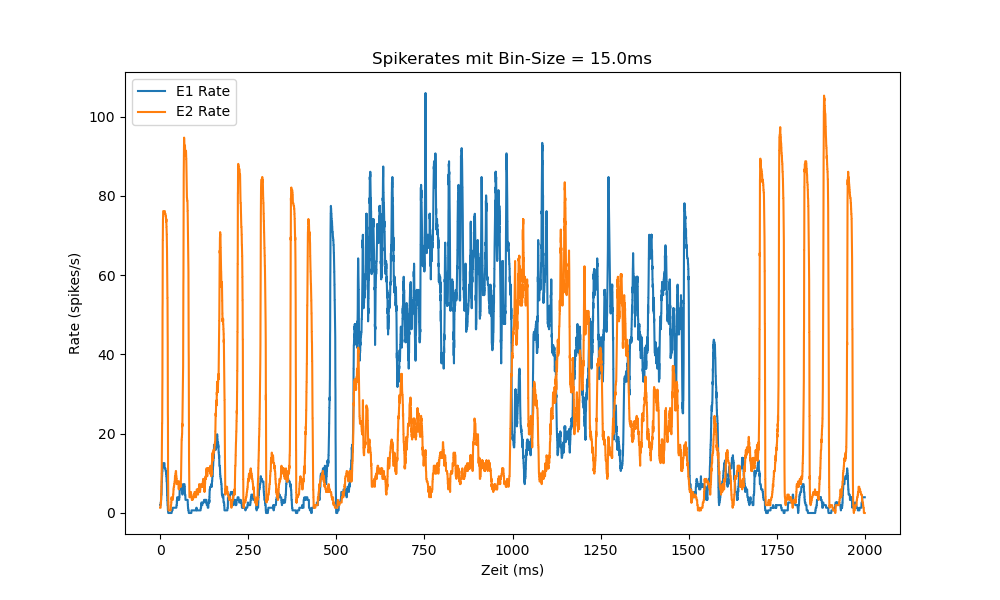 Spikerates mit Bin-Size = 15.0ms
E1 Rate
E2 Rate
Rate (spikes/s)
100
80
60
40
20
0
0 250 500 750 1000 1250 1500 1750 2000
Zeit (ms)